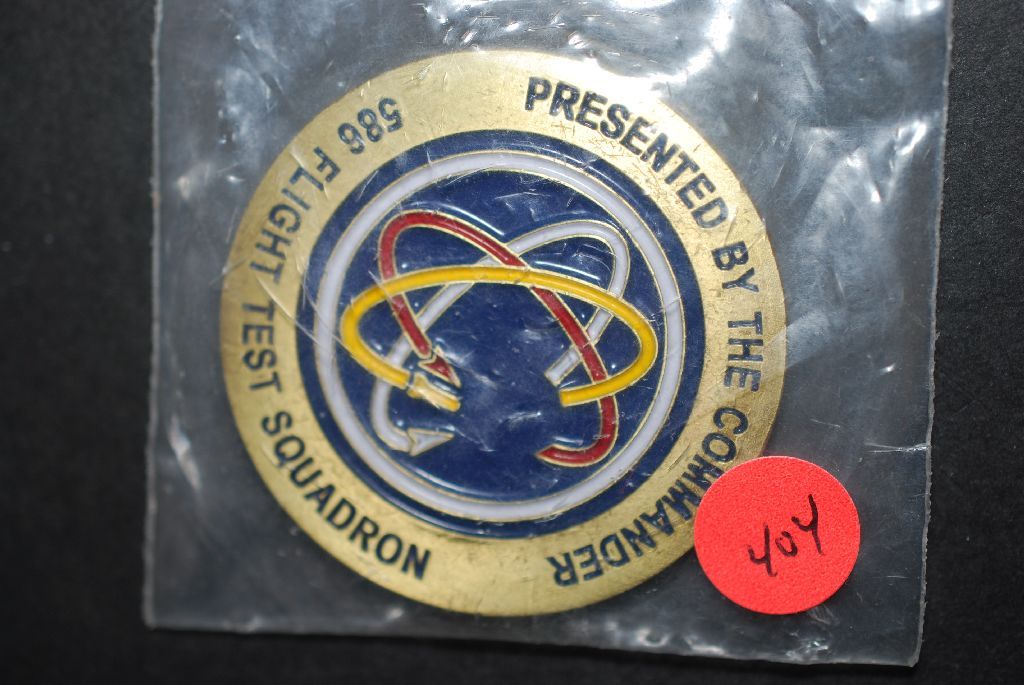 586 FLIGHT TEST SQUADRON
PRESENTED BY THE COMMANDER
404